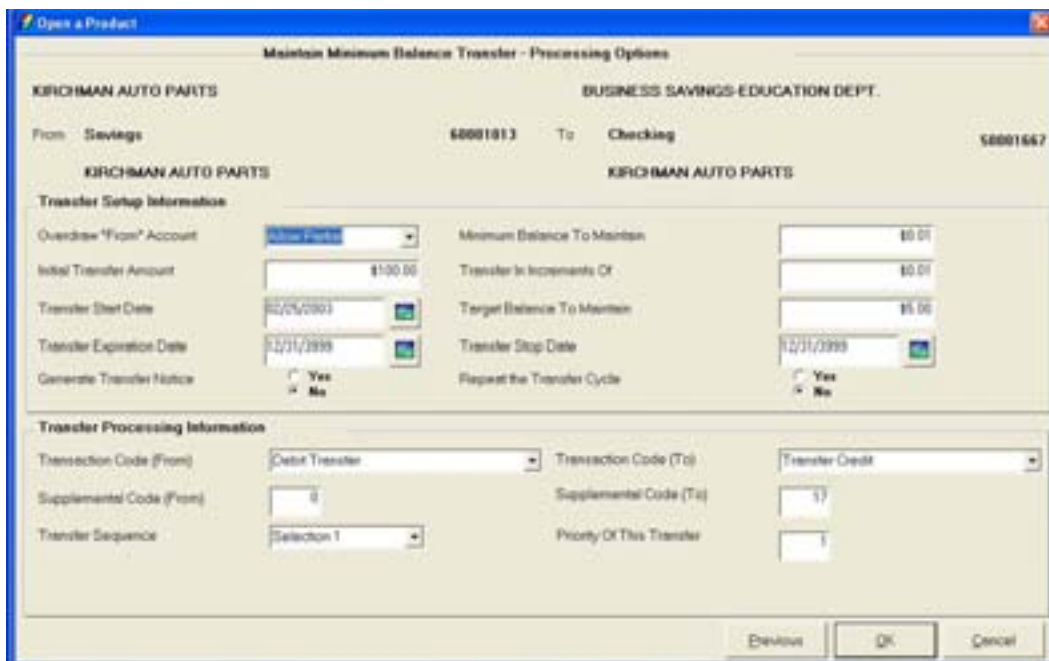 Open a Product
Maintain Minimum Balance Transfer - Processing Options
KIRCHMAN AUTO PARTS BUSINESS SAVINGS-EDUCATION DEPT.
From Savings 60001013 To Checking 50001667
KIRCHMAN AUTO PARTS KIRCHMAN AUTO PARTS
Transfer Setup Information
Overdraw "From" Account Allow Partial Minimum Balance To Maintain $0.01
Initial Transfer Amount $100.00 Transfer In Increments Of $0.01
Transfer Start Date 02/25/2003 Target Balance To Maintain $5.00
Transfer Expiration Date 12/31/3999 Transfer Stop Date 12/31/3999
Generate Transfer Notice Yes Repeat the Transfer Cycle Yes
No No
Transfer Processing Information
Transaction Code (From) Debit Transfer Transaction Code (To) Transfer Credit
Supplemental Code (From) 0 Supplemental Code (To) 17
Transfer Sequence Selection 1 Priority Of This Transfer 1
Previous OK Cancel